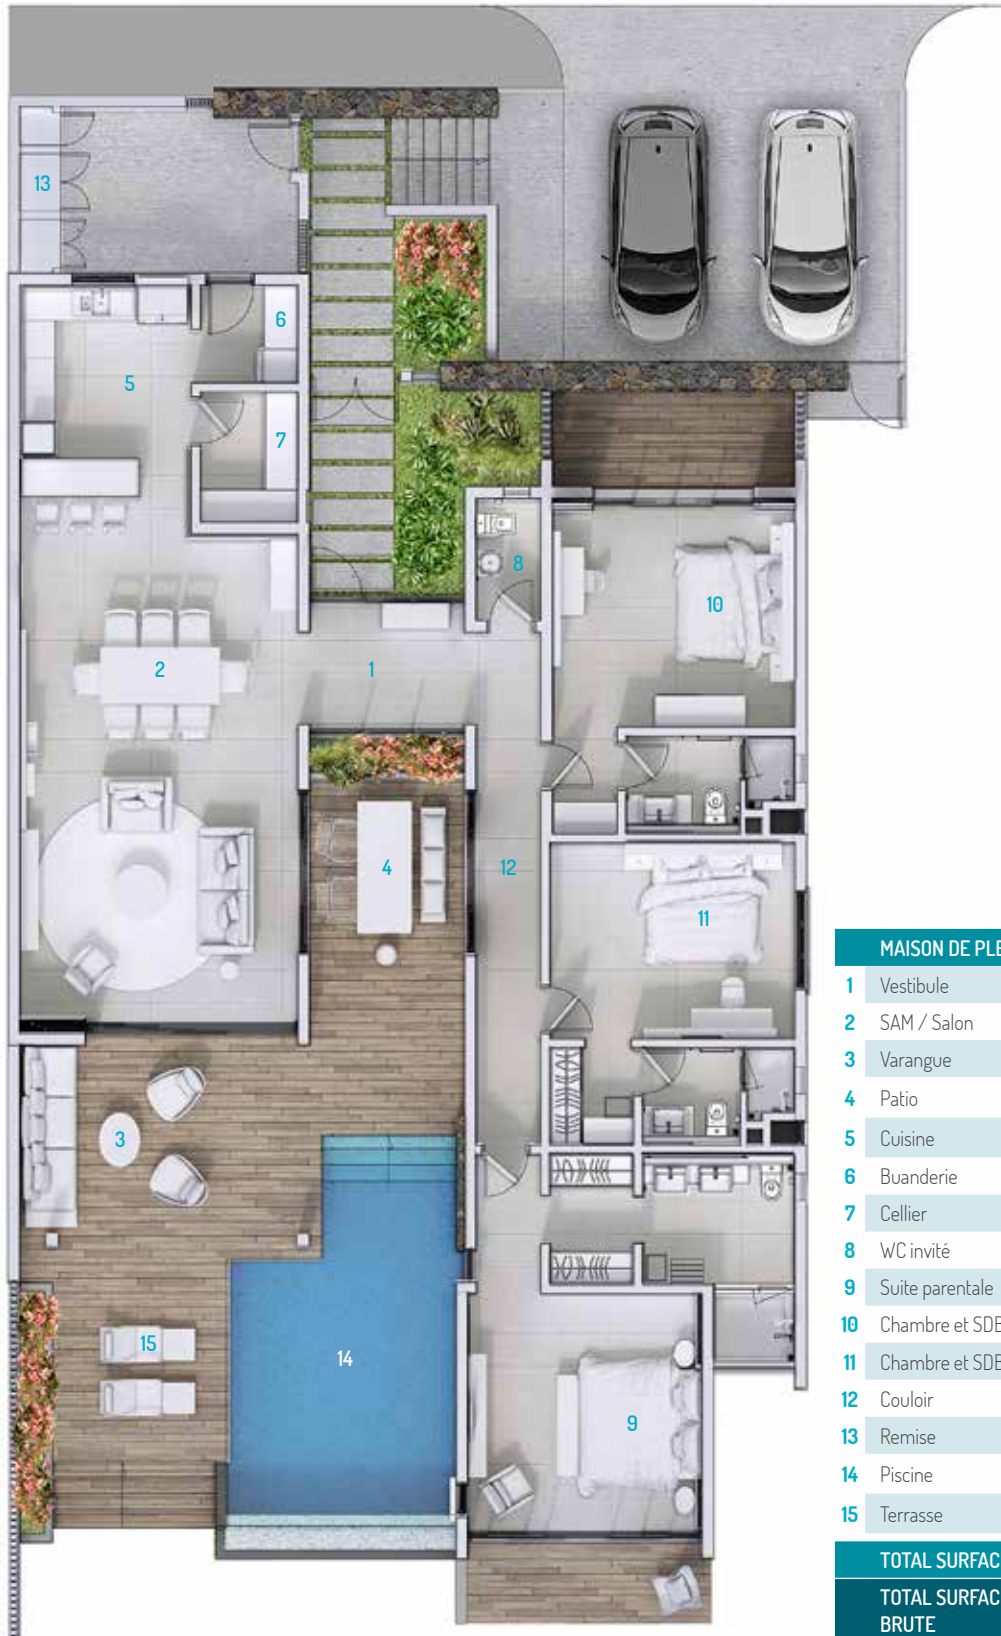 13
6
5
7
8
10
2
1
4
12
11
3
15
14
9
MAISON DE PLE
1 Vestibule
2 SAM / Salon
3 Varangue
4 Patio
5 Cuisine
6 Buanderie
7 Cellier
8 WC invité
9 Suite parentale
10 Chambre et SDE
11 Chambre et SDE
12 Couloir
13 Remise
14 Piscine
15 Terrasse
TOTAL SURFAC
TOTAL SURFAC
BRUTE